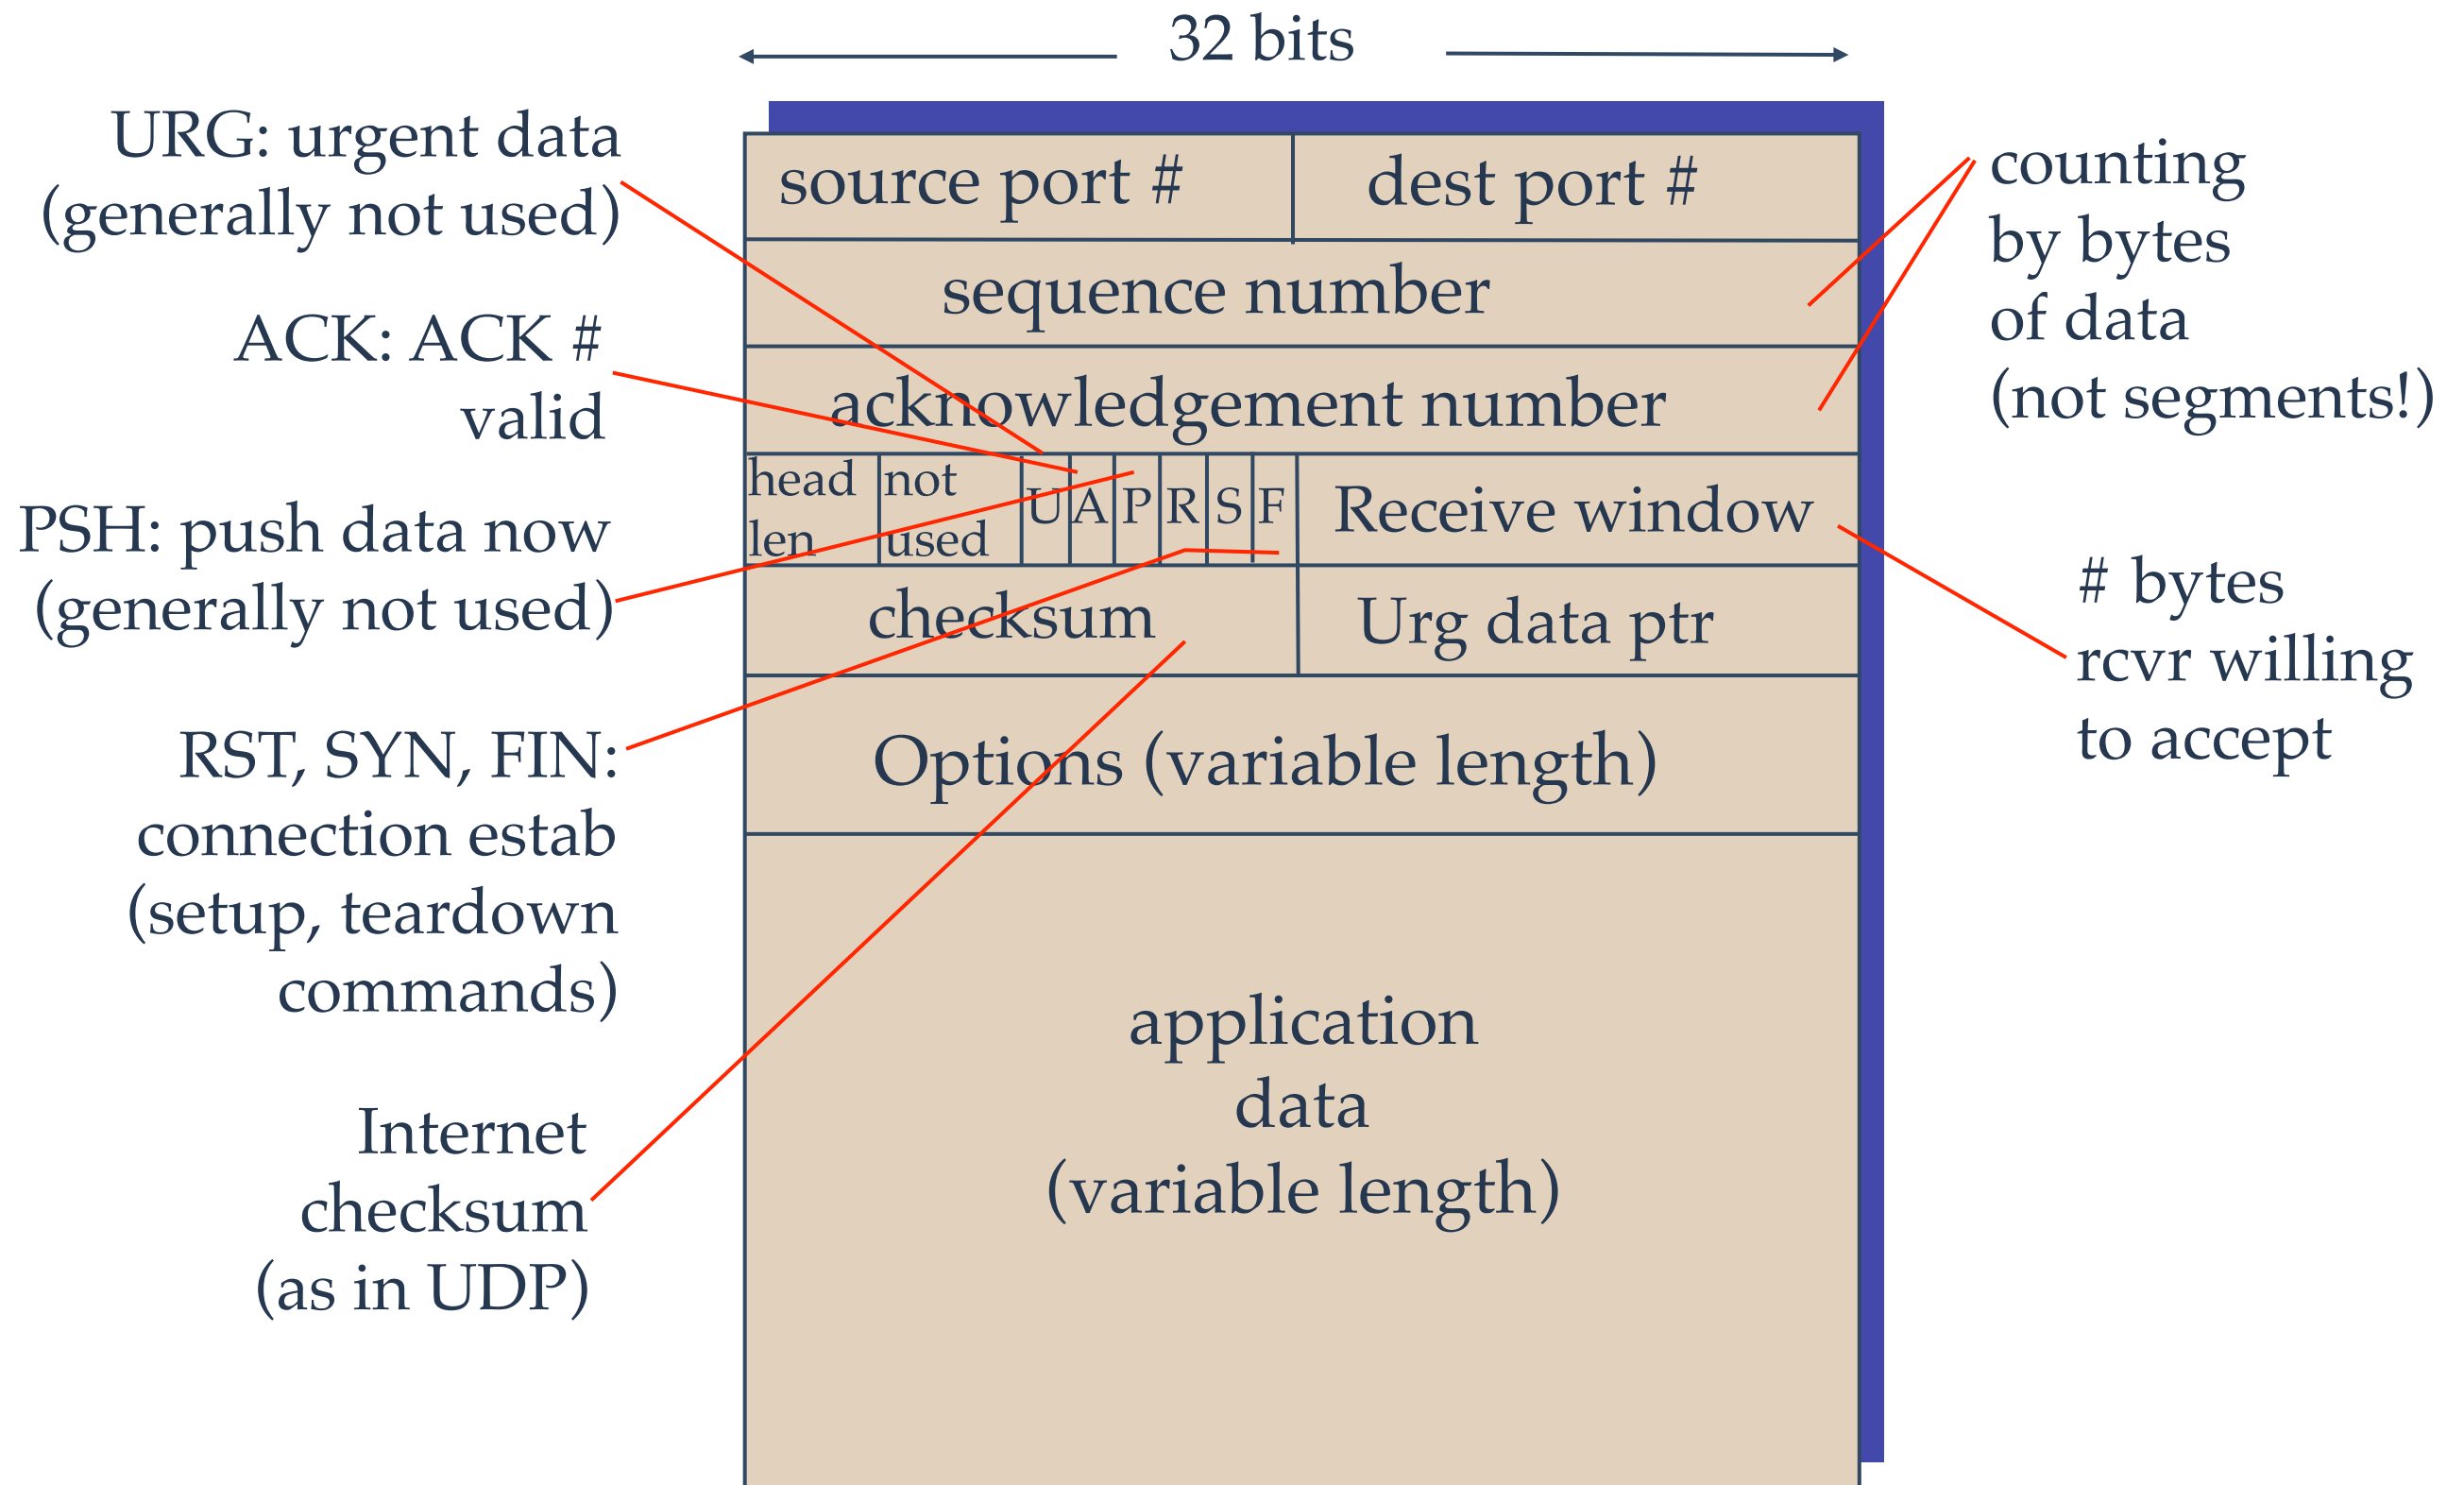 32 bits
URG: urgent data
(generally not used)
ACK: ACK #
valid
PSH: push data now
(generally not used)
RST, SYN, FIN:
connection estab
(setup, teardown
commands)
Internet
checksum
(as in UDP)
source port #
dest port #
sequence number
acknowledgement number
head
len
not
used
U
A
P
R
S
F
Receive window
checksum
Urg data ptr
Options (variable length)
application
data
(variable length)
counting
by bytes
of data
(not segments!)
# bytes
rcvr willing
to accept